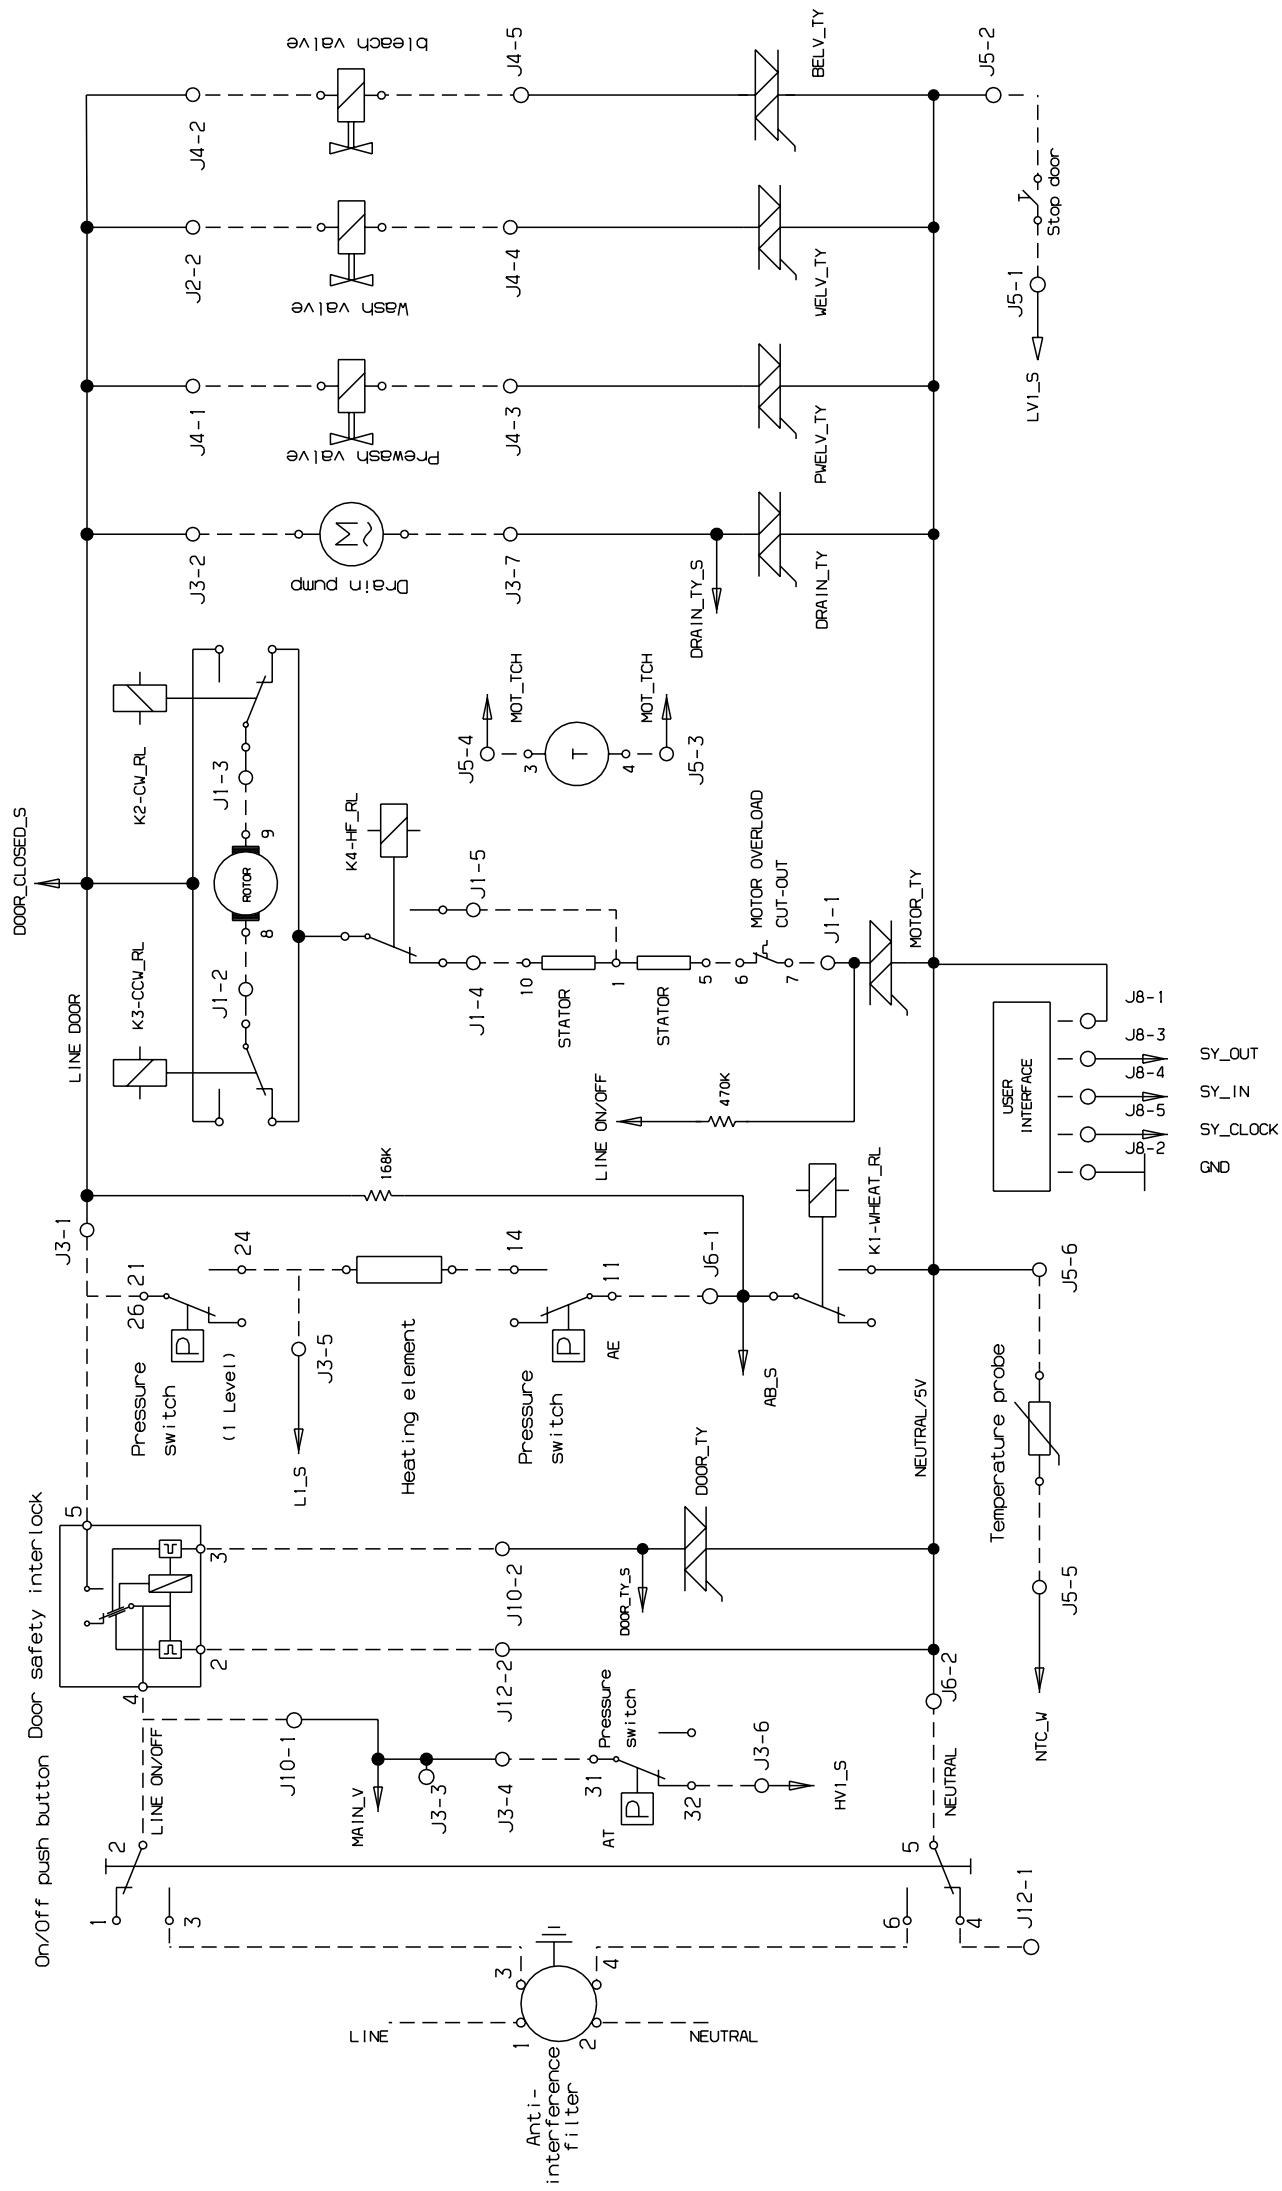 bleach valve
J4-2
J4-5
BELV_TY
J5-2
Stop door
J5-1
LV1_S
J2-2
Wash valve
J4-4
WELV_TY
J4-1
Prewash valve
J4-3
PWELV_TY
J3-2
Drain pump
J3-7
DRAIN_TY_S
DRAIN_TY
M
~
K2-CW_RL
J1-3
9
ROTOR
8
J1-2
K3-CCW_RL
DOOR_CLOSED_S
LINE DOOR
J5-4
MOT_TCH
3
T
4
MOT_TCH
J5-3
K4-HF_RL
J1-5
J1-4
10
STATOR
1
STATOR
5
6
7
MOTOR OVERLOAD
CUT-OUT
J1-1
MOTOR_TY
LINE ON/OFF
470K
USER
INTERFACE
J8-1
J8-3
SY_OUT
J8-4
SY_IN
J8-5
SY_CLOCK
J8-2
GND
168K
J3-1
26 21
24
P
Pressure
switch
(1 Level)
J3-5
L1_S
Heating element
14
11
P
AE
Pressure
switch
J6-1
AB_S
K1-WHEAT_RL
NEUTRAL/5V
J5-6
Temperature probe
J5-5
NTC_W
Door safety interlock
5
3
2
4
J10-2
DOOR_TY_S
DOOR_TY
J12-2
J6-2
On/Off push button
LINE ON/OFF
J10-1
MAIN_V
J3-3
J3-4
31
Pressure
switch
P
AT
32
J3-6
HV1_S
NEUTRAL
1
2
3
5
6
4
J12-1
3
4
1
2
LINE
NEUTRAL
Anti-
interference
filter